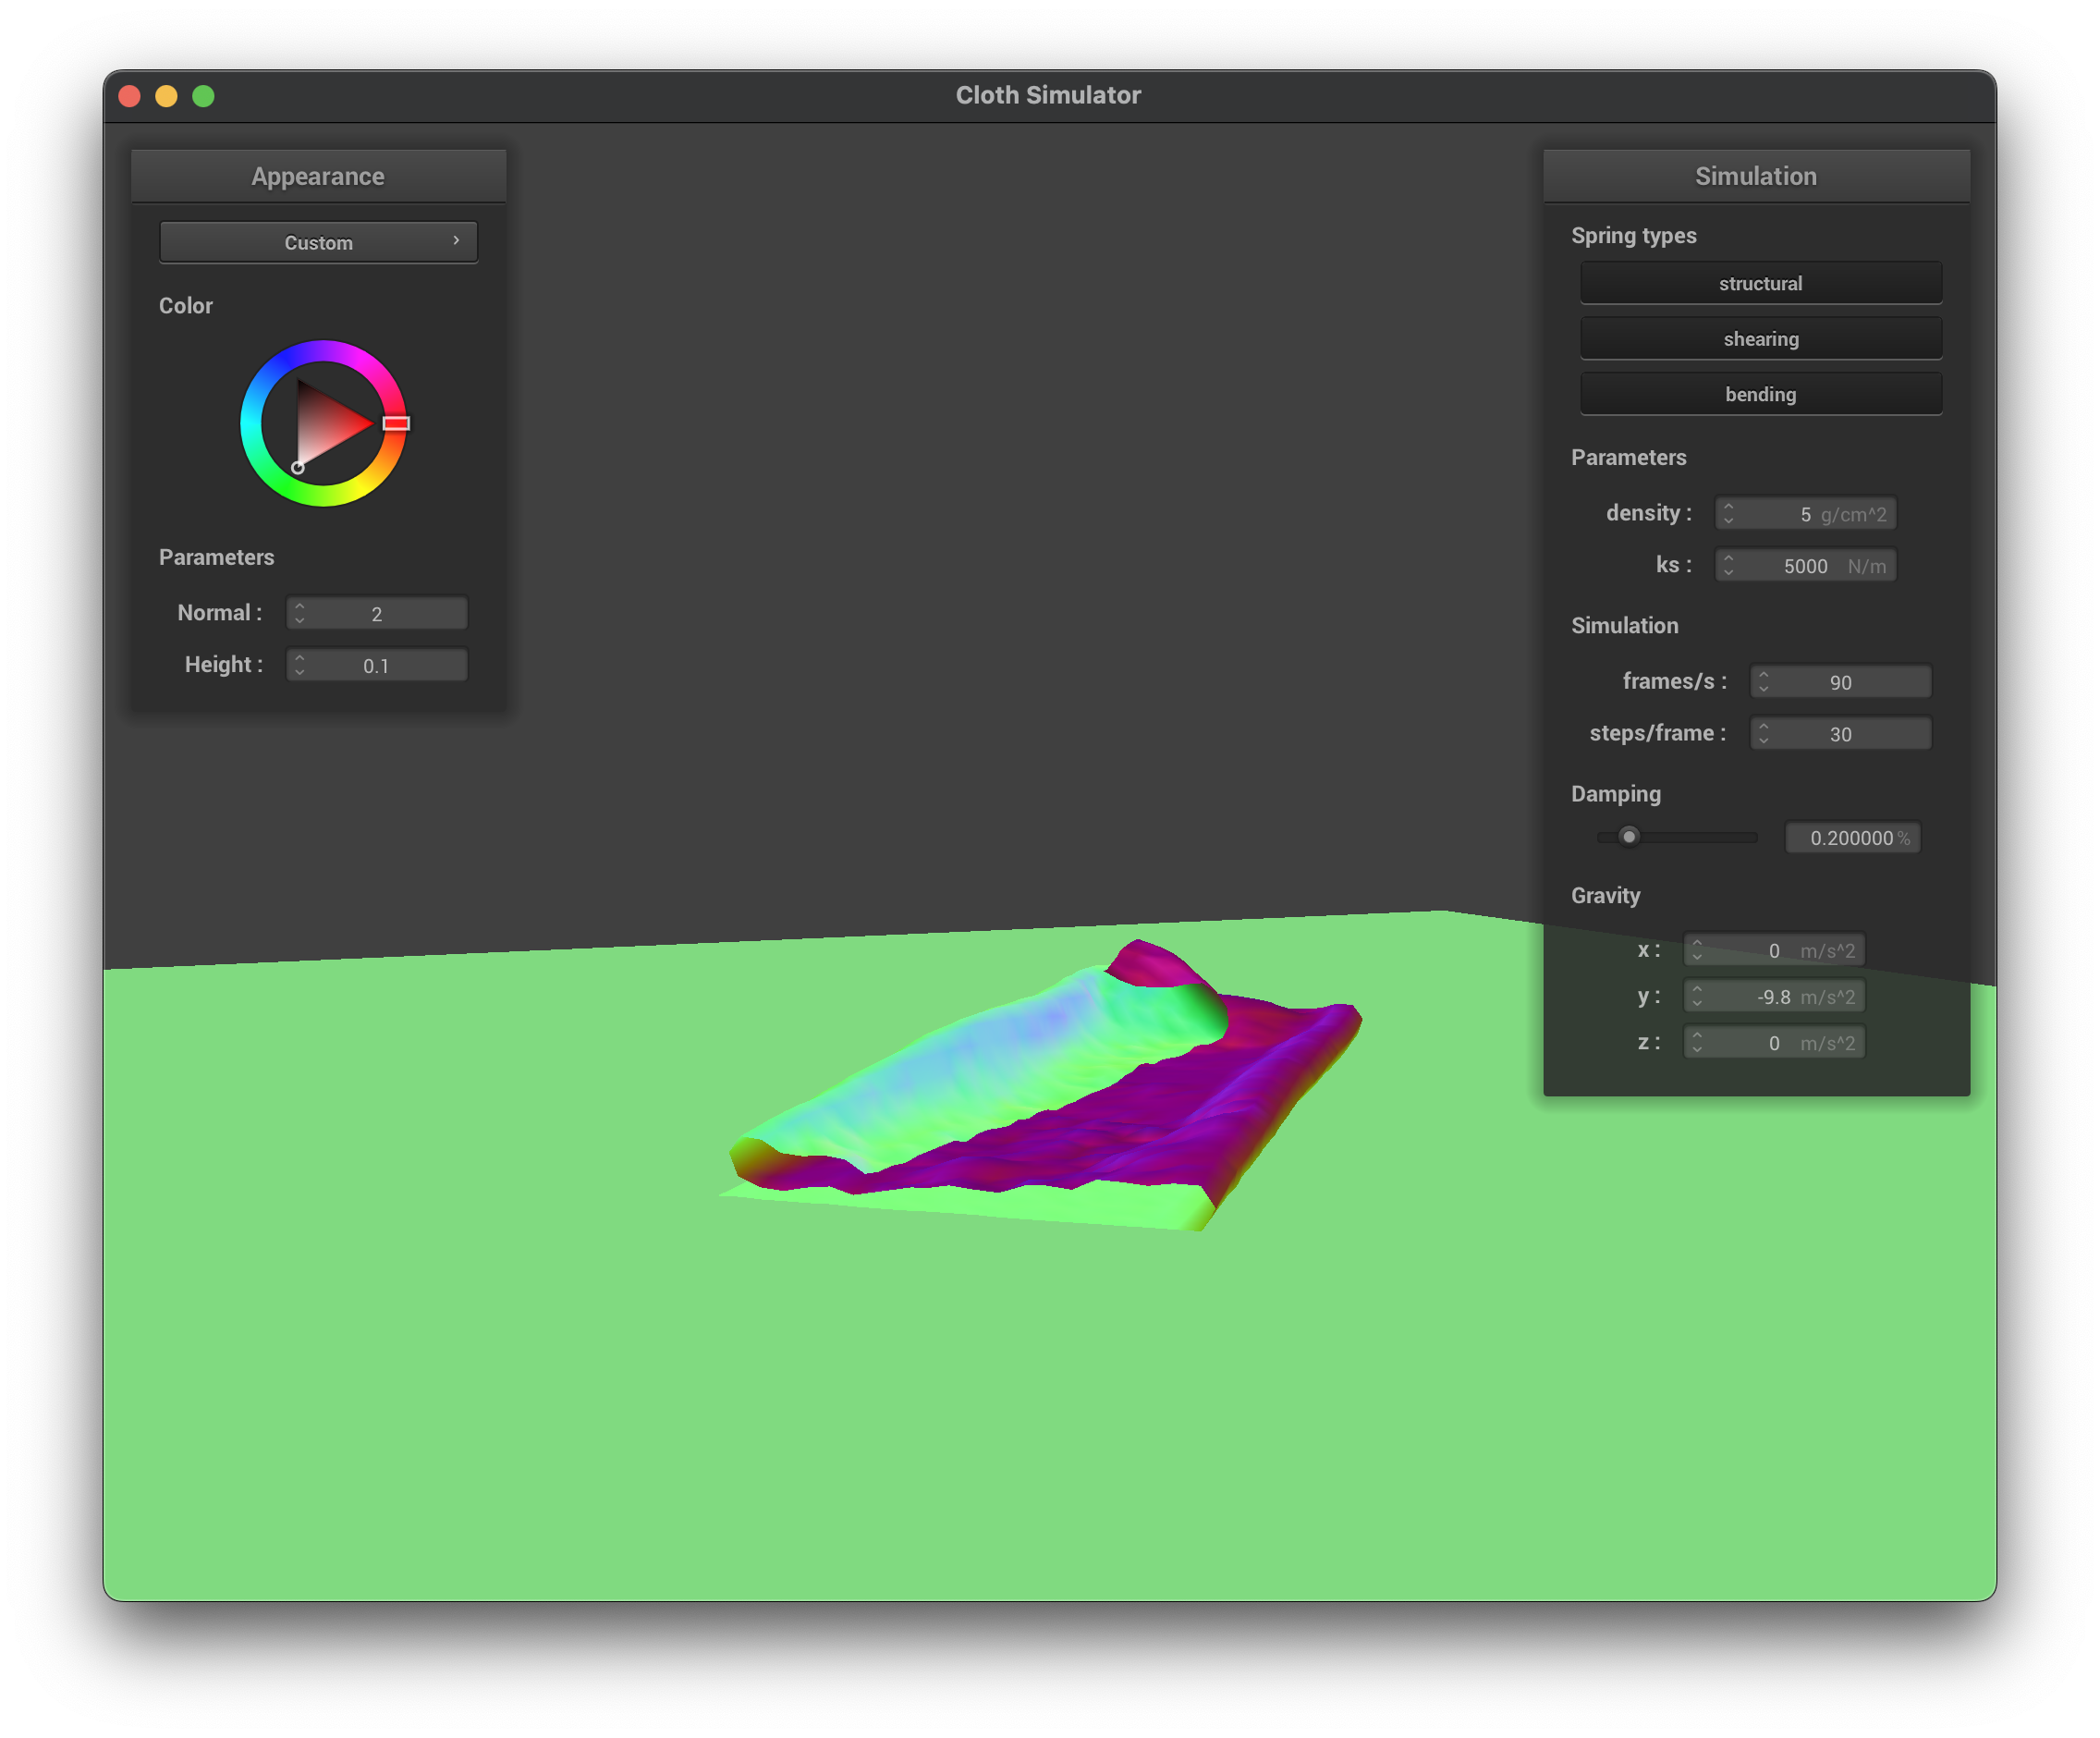 Cloth Simulator
Appearance
Custom
Color
Parameters
Normal : 2
Height : 0.1
Simulation
Spring types
structural
shearing
bending
Parameters
density : 5 g/cm^2
ks : 5000 N/m
Simulation
frames/s : 90
steps/frame : 30
Damping
0.200000 %
Gravity
x : 0 m/s^2
y : -9.8 m/s^2
z : 0 m/s^2